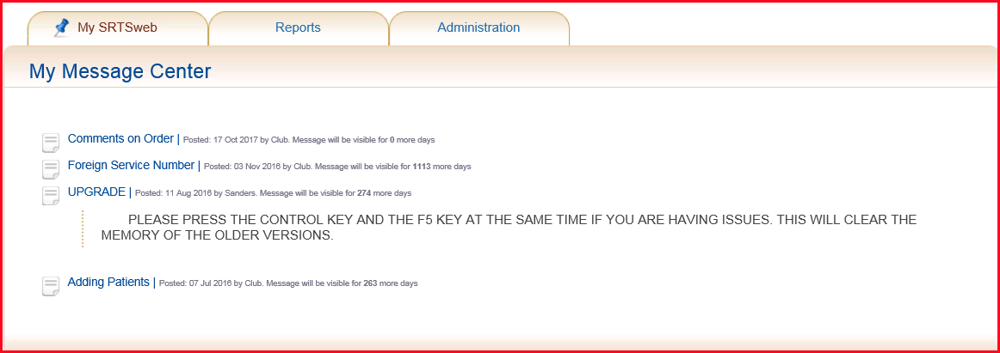 My SRTSweb
Reports
Administration
My Message Center
Comments on Order | Posted: 17 Oct 2017 by Club. Message will be visible for 0 more days
Foreign Service Number | Posted: 03 Nov 2016 by Club. Message will be visible for 1113 more days
UPGRADE | Posted: 11 Aug 2016 by Sanders. Message will be visible for 274 more days
PLEASE PRESS THE CONTROL KEY AND THE F5 KEY AT THE SAME TIME IF YOU ARE HAVING ISSUES. THIS WILL CLEAR THE
MEMORY OF THE OLDER VERSIONS.
Adding Patients | Posted: 07 Jul 2016 by Club. Message will be visible for 263 more days